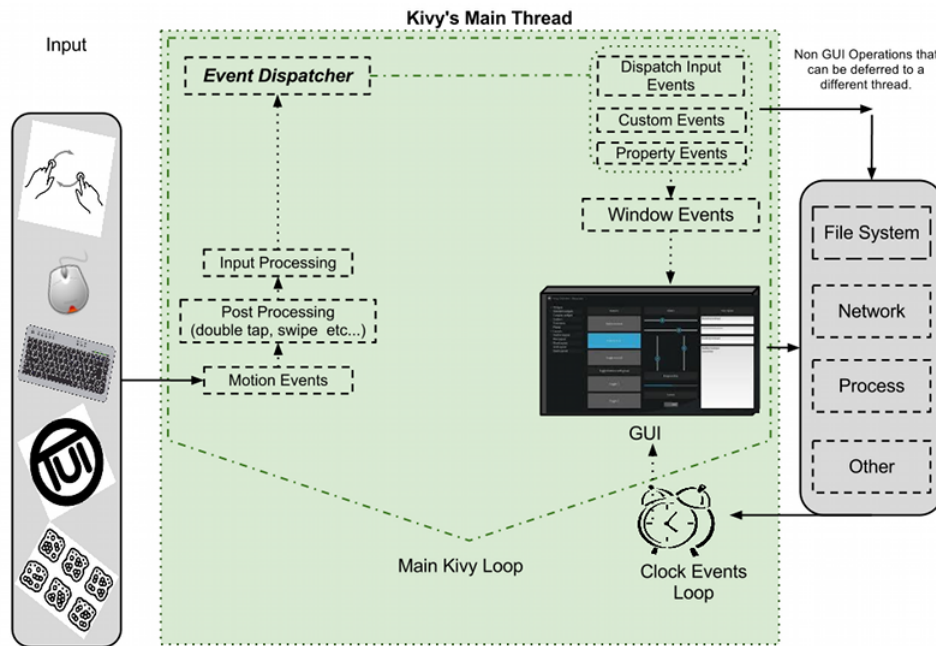 Kivy's Main Thread
Input
Event Dispatcher
Dispatch Input
Events
Custom Events
Property Events
Non GUI Operations that
can be deferred to a
different thread.
Window Events
File System
Input Processing
Network
Post Processing
(double tap, swipe etc...)
Motion Events
Process
TUI
GUI
Other
Main Kivy Loop
Clock Events
Loop